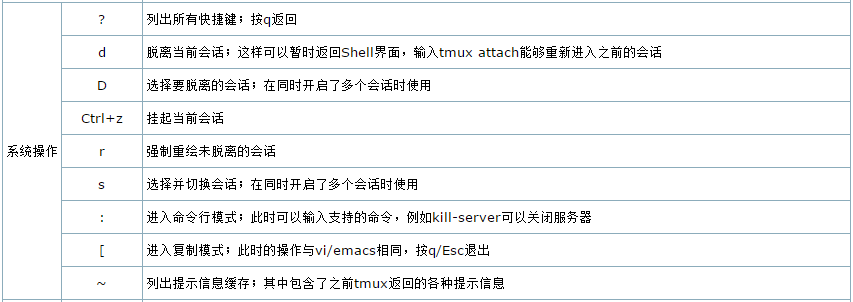 ? 列出所有快捷键；按q返回
d 脱离当前会话；这样可以暂时返回Shell界面，输入tmux attach能够重新进入之前的会话
D 选择要脱离的会话；在同时开启了多个会话时使用
Ctrl+z 挂起当前会话
系统操作 r 强制重绘未脱离的会话
s 选择并切换会话；在同时开启了多个会话时使用
: 进入命令行模式；此时可以输入支持的命令，例如kill-server可以关闭服务器
[ 进入复制模式；此时的操作与vi/emacs相同，按q/Esc退出
~ 列出提示信息缓存；其中包含了之前tmux返回的各种提示信息